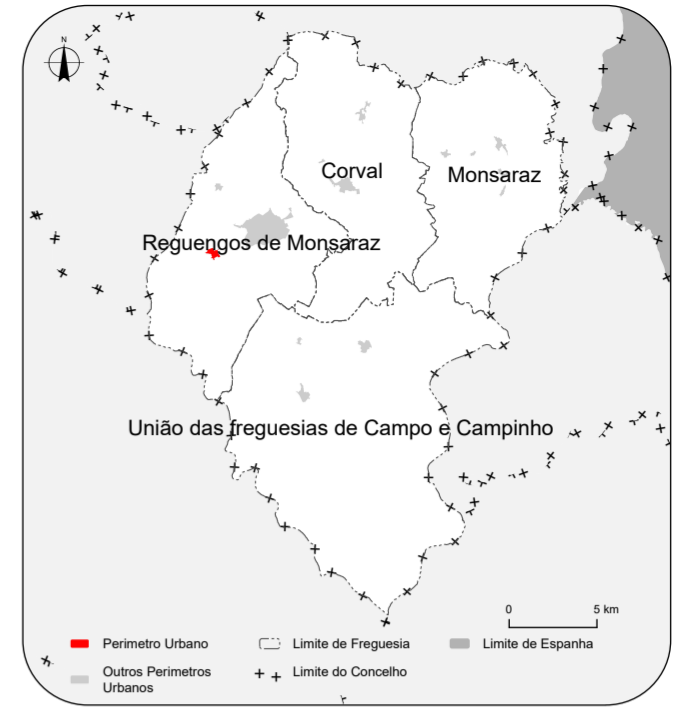 N
Corval
Monsaraz
Reguengos de Monsaraz
União das freguesias de Campo e Campinho
0 5 km
Perimetro Urbano
Limite de Freguesia
Limite de Espanha
Outros Perimetros
Urbanos
Limite do Concelho